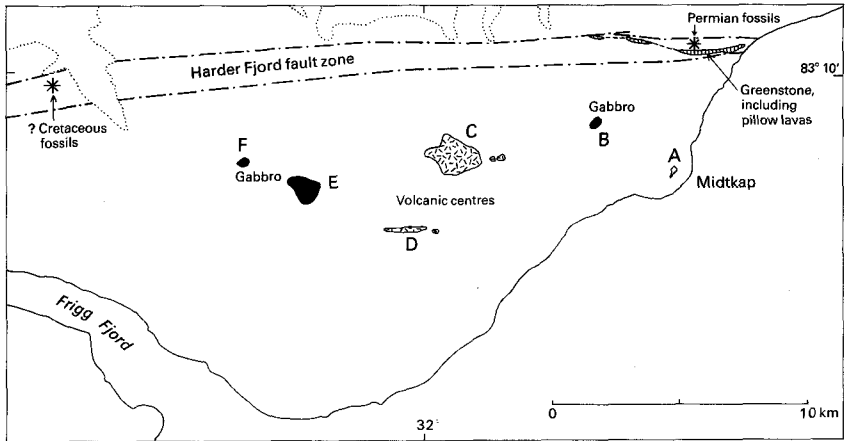 Permian fossils
Harder Fjord fault zone
83° 10'
Greenstone,
including
pillow lavas
? Cretaceous
fossils
Gabbro
B
C
F
Gabbro
E
A
Midtkap
Volcanic centres
D
Frigg Fjord
32°
0
10 km